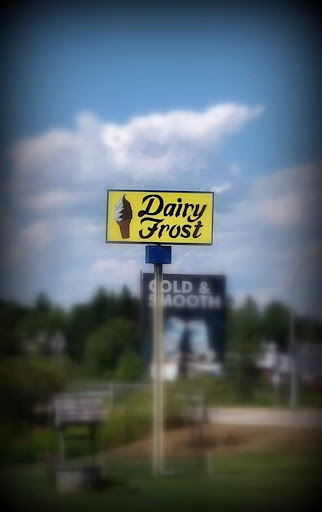 Dairy
Frost
COLD &
SMOOTH